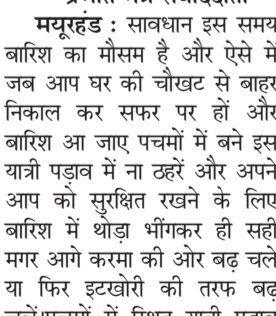 मयूरहंड : सावधान इस समय
बारिश का मौसम है और ऐसे में
जब आप घर की चौखट से बाहर
निकाल कर सफर पर हों और
बारिश आ जाए पचमों में बने इस
यात्री पड़ाव में ना ठहरें और अपने
आप को सुरक्षित रखने के लिए
बारिश में थोड़ा भींगकर ही सही
मगर आगे करमा की ओर बढ़ चले
या फिर इटखोरी की तरफ बढ़